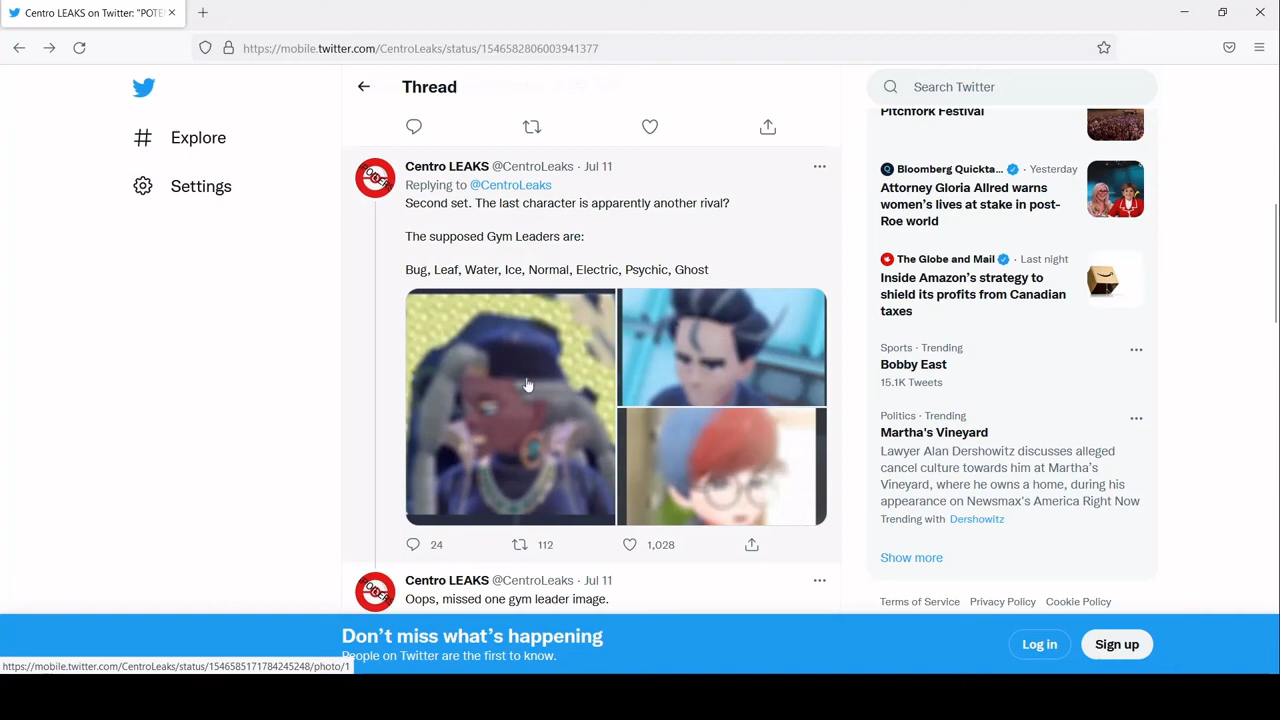 Centro LEAKS on Twitter: "POTE
https://mobile.twitter.com/CentroLeaks/status/1546582806003941377
Explore
Settings
Thread
Centro LEAKS @CentroLeaks · Jul 11
Replying to @CentroLeaks
Second set. The last character is apparently another rival?
The supposed Gym Leaders are:
Bug, Leaf, Water, Ice, Normal, Electric, Psychic, Ghost
24
112
1,028
Centro LEAKS @CentroLeaks · Jul 11
Oops, missed one gym leader image.
Search Twitter
Pitchfork Festival
Bloomberg Quickta... · Yesterday
Attorney Gloria Allred warns
women's lives at stake in post-
Roe world
The Globe and Mail · Last night
Inside Amazon's strategy to
shield its profits from Canadian
taxes
Sports · Trending
Bobby East
15.1K Tweets
Politics · Trending
Martha's Vineyard
Lawyer Alan Dershowitz discusses alleged
cancel culture towards him at Martha's
Vineyard, where he owns a home, during his
appearance on Newsmax's America Right Now
Trending with Dershowitz
Show more
Terms of Service Privacy Policy Cookie Policy
Don't miss what's happening
People on Twitter are the first to know.
Log in
Sign up
https://mobile.twitter.com/CentroLeaks/status/1546585171784245248/photo/1